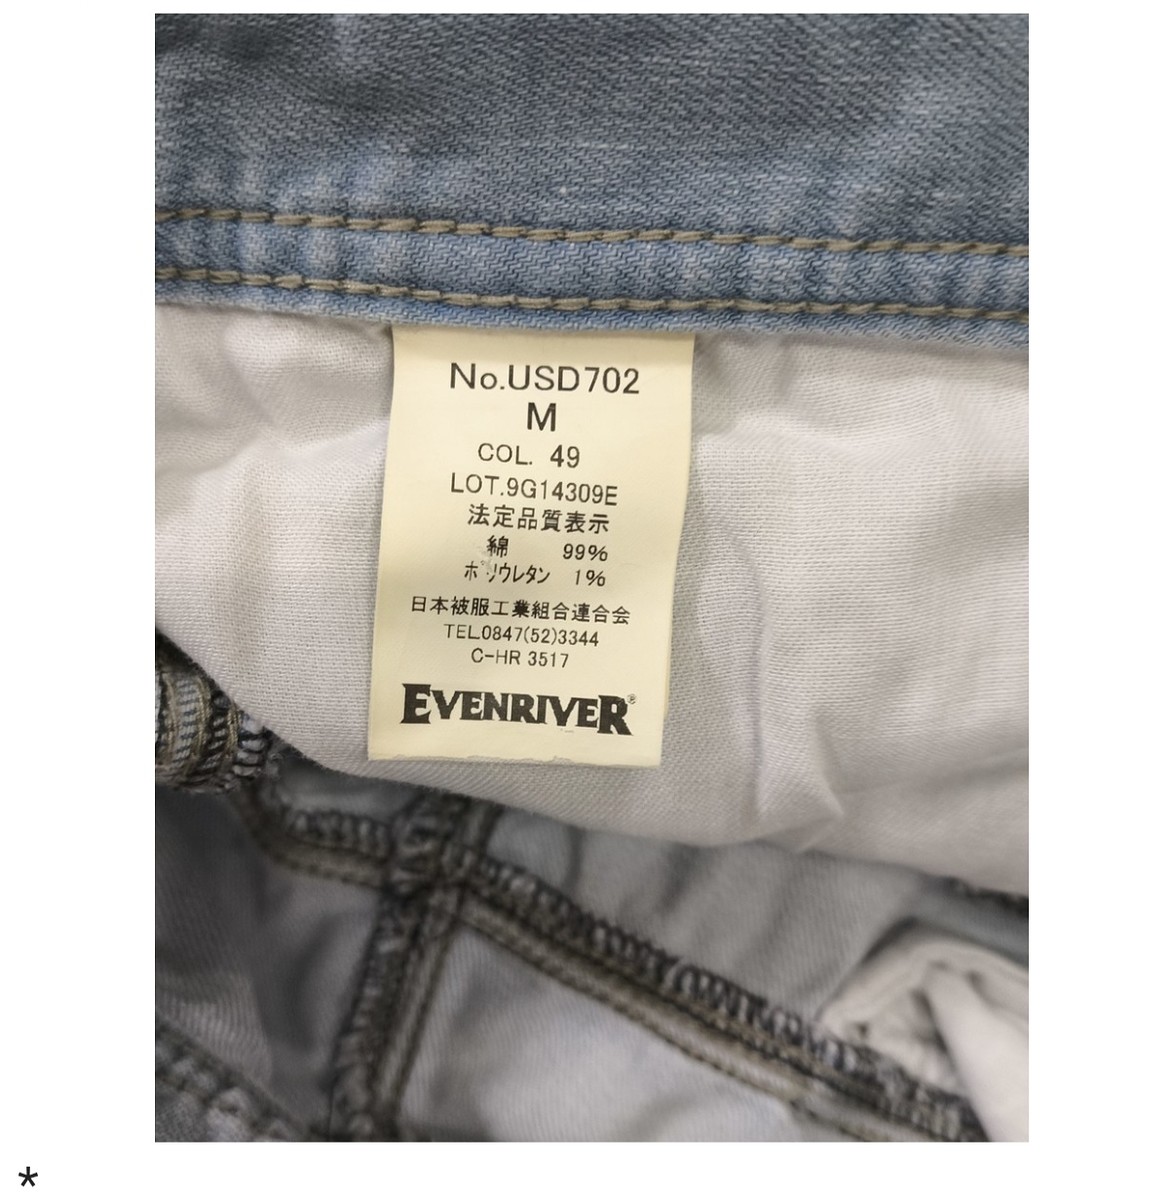 No.USD702
M
COL. 49
LOT.9G14309E
法定品質表示
綿 99%
ポリウレタン 1%
日本被服工業組合連合会
TEL.0847(52)3344
C-HR 3517
EVENRIVER®
*